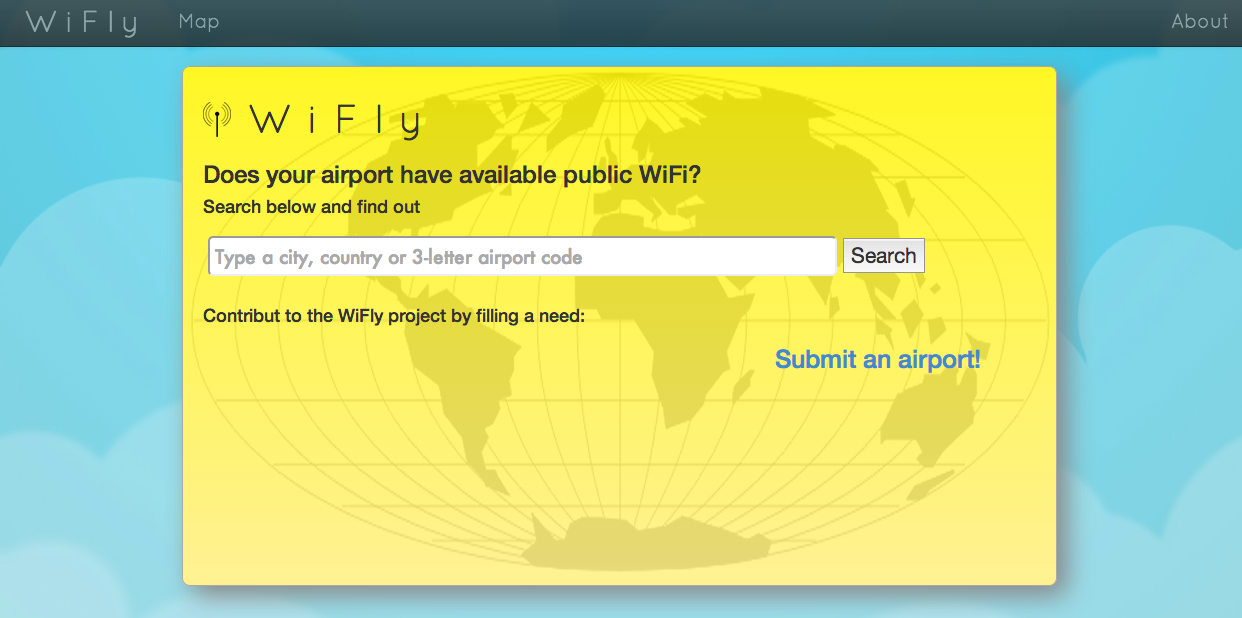 WiFly Map About
WiFly
Does your airport have available public WiFi?
Search below and find out
Type a city, country or 3-letter airport code Search
Contribut to the WiFly project by filling a need:
Submit an airport!